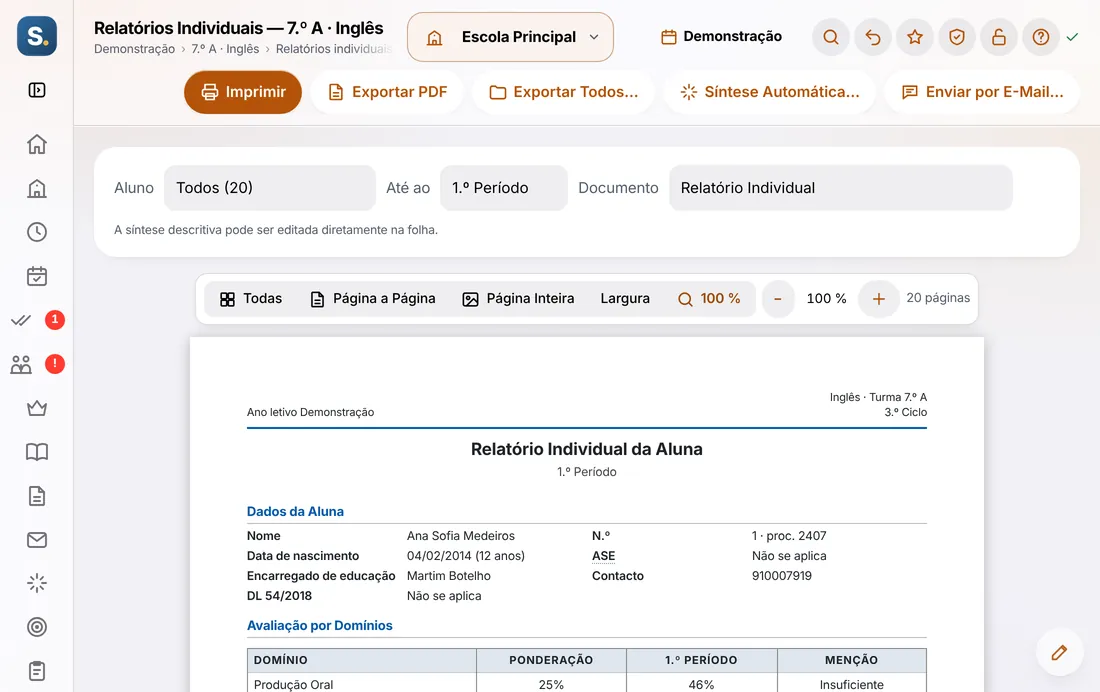 S.
Relatórios Individuais — 7.º A · Inglês
Demonstração › 7.º A · Inglês › Relatórios individuais
Escola Principal
Demonstração
Imprimir
Exportar PDF
Exportar Todos...
Síntese Automática...
Enviar por E-Mail...
Aluno
Todos (20)
Até ao
1.º Período
Documento
Relatório Individual
A síntese descritiva pode ser editada diretamente na folha.
Todas
Página a Página
Página Inteira
Largura
100 %
-
100 %
+
20 páginas
1
!
Inglês · Turma 7.º A
Ano letivo Demonstração
3.º Ciclo
Relatório Individual da Aluna
1.º Período
Dados da Aluna
Nome Ana Sofia Medeiros N.º 1 · proc. 2407
Data de nascimento 04/02/2014 (12 anos) ASE Não se aplica
Encarregado de educação Martim Botelho Contacto 910007919
DL 54/2018 Não se aplica
Avaliação por Domínios
DOMÍNIO PONDERAÇÃO 1.º PERÍODO MENÇÃO
Produção Oral 25% 46% Insuficiente